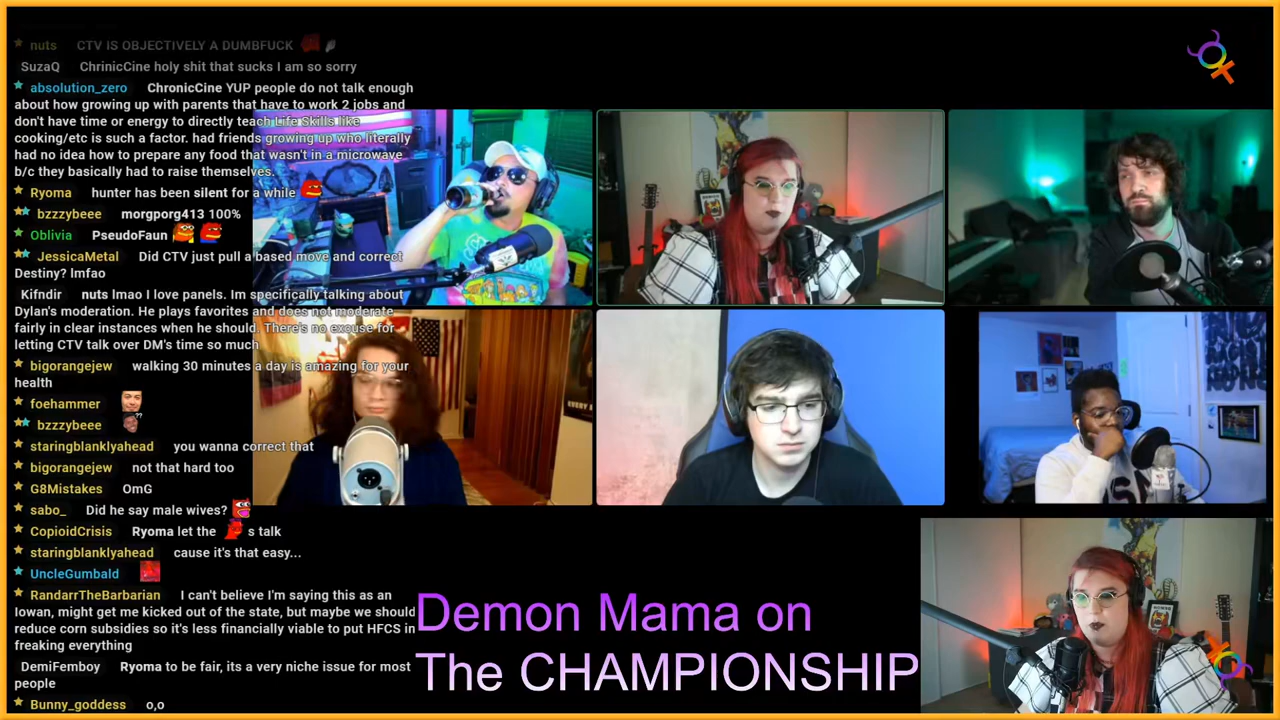 nuts CTV IS OBJECTIVELY A DUMBFUCK
SuzaQ ChrinicCine holy shit that sucks I am so sorry
absolution_zero ChronicCine YUP people do not talk enough
about how growing up with parents that have to work 2 jobs and
don't have time or energy to directly teach Life Skills like
cooking/etc is such a factor. had friends growing up who literally
had no idea how to prepare any food that wasn't in a microwave
b/c they basically had to raise themselves.
Ryoma hunter has been silent for a while
bzzzybeee morgporg413 100%
Oblivia PseudoFaun
JessicaMetal Did CTV just pull a based move and correct
Destiny? lmfao
Kifndir nuts lmao I love panels. Im specifically talking about
Dylan's moderation. He plays favorites and does not moderate
fairly in clear instances when he should. There's no excuse for
letting CTV talk over DM's time so much
bigorangejew walking 30 minutes a day is amazing for your
health
foehammer
bzzzybeee
staringblanklyahead you wanna correct that
bigorangejew not that hard too
G8Mistakes OmG
sabo_ Did he say male wives?
CopioidCrisis Ryoma let the s talk
staringblanklyahead cause it's that easy...
UncleGumbald
RandarrTheBarbarian I can't believe I'm saying this as an
Iowan, might get me kicked out of the state, but maybe we should
reduce corn subsidies so it's less financially viable to put HFCS in
freaking everything
DemiFemboy Ryoma to be fair, its a very niche issue for most
people
Bunny_goddess o,o
Demon Mama on
The CHAMPIONSHIP